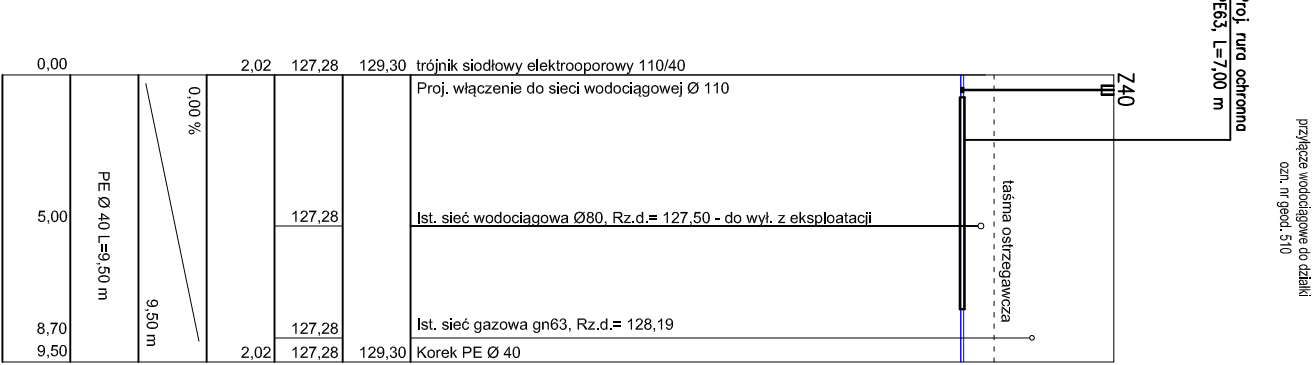 przyłącze wodociągowe do działki
ozn. nr geod. 510
Proj. rura ochronna
PE63, L=7,00 m
Z40
taśma ostrzegawcza
0,00 2,02 127,28 129,30 trójnik siodłowy elektrooporowy 110/40
Proj. włączenie do sieci wodociągowej Ø 110
0,00 %
9,50 m
PE Ø 40 L=9,50 m
5,00 127,28 Ist. sieć wodociągowa Ø80, Rz.d.= 127,50 - do wył. z eksploatacji
8,70 127,28 Ist. sieć gazowa gn63, Rz.d.= 128,19
9,50 2,02 127,28 129,30 Korek PE Ø 40